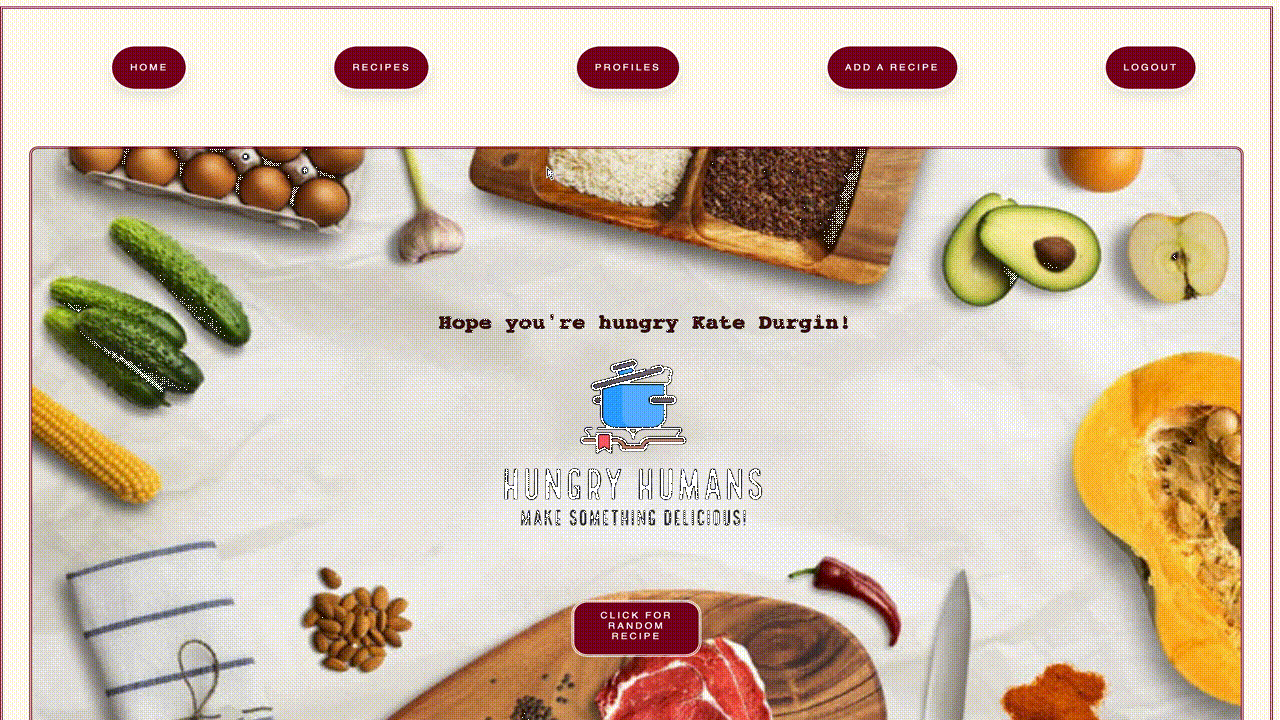 HOME
RECIPES
PROFILES
ADD A RECIPE
LOGOUT
Hope you're hungry Kate Durgin!
HUNGRY HUMANS
MAKE SOMETHING DELICIOUS!
CLICK FOR
RANDOM
RECIPE